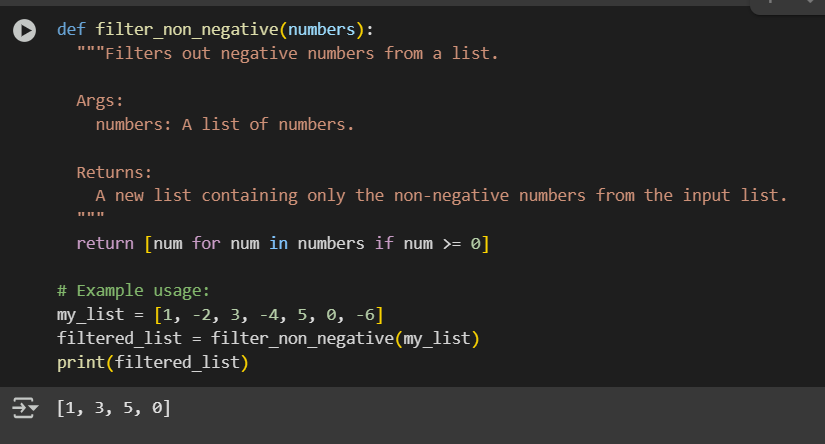 def filter_non_negative(numbers):
  """Filters out negative numbers from a list.

  Args:
    numbers: A list of numbers.

  Returns:
    A new list containing only the non-negative numbers from the input list.
  """
  return [num for num in numbers if num >= 0]

# Example usage:
my_list = [1, -2, 3, -4, 5, 0, -6]
filtered_list = filter_non_negative(my_list)
print(filtered_list)
[1, 3, 5, 0]